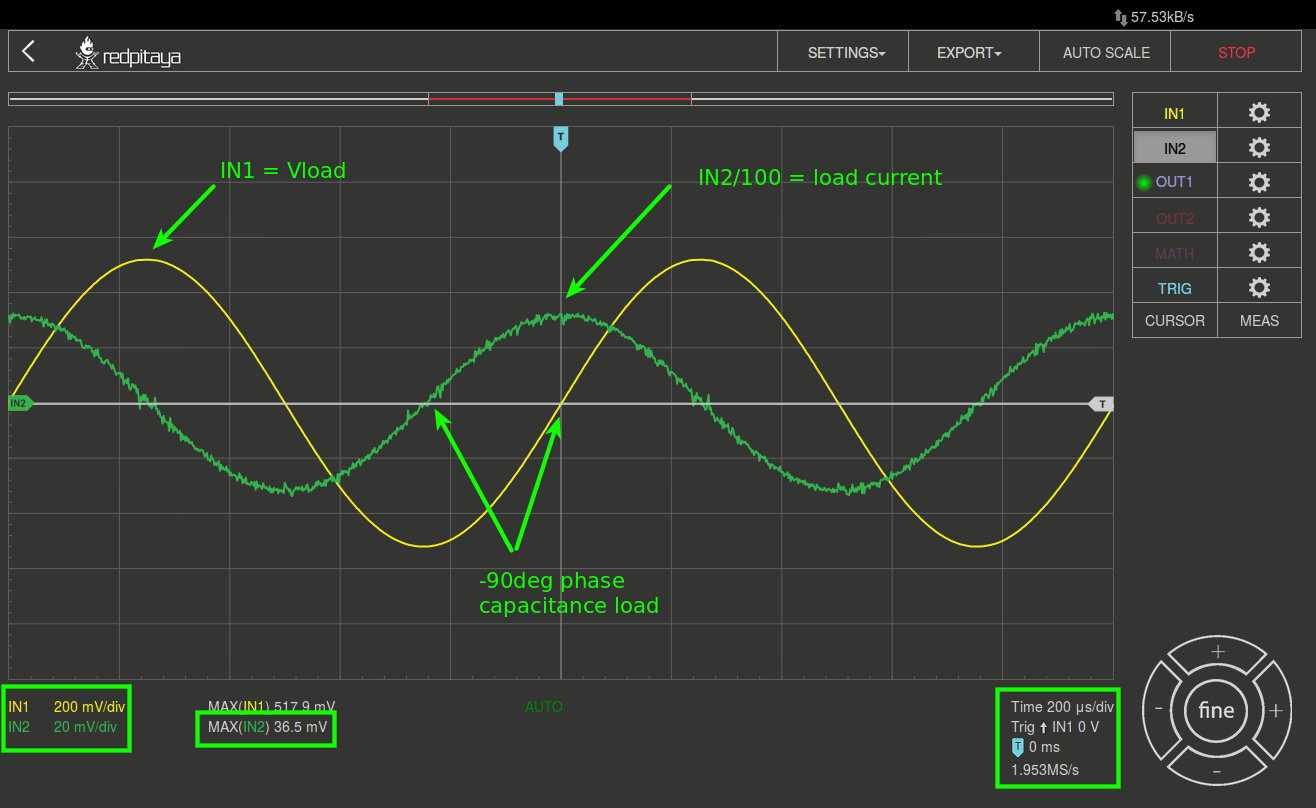 57.53kB/s
redpitaya
SETTINGS
EXPORT
AUTO SCALE
STOP
T
IN1
IN2
OUT1
OUT2
MATH
TRIG
CURSOR
MEAS
IN1 = Vload
IN2/100 = load current
IN2
T
-90deg phase
capacitance load
IN1 200 mV/div
IN2 20 mV/div
MAX(IN1) 517.9 mV
MAX(IN2) 36.5 mV
AUTO
Time 200 µs/div
Trig IN1 0 V
T 0 ms
1.953MS/s
+
-
fine
+
-